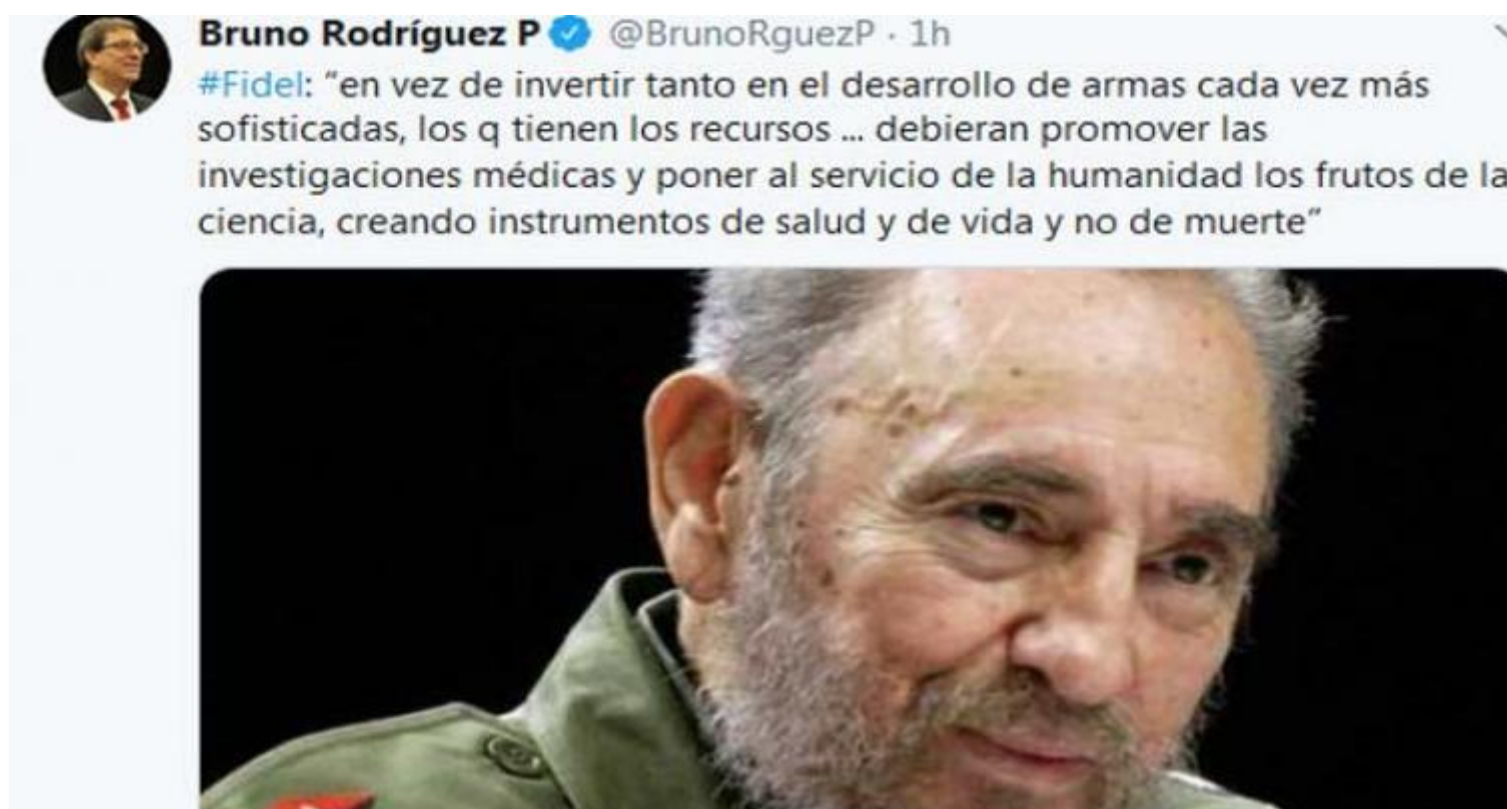 Bruno Rodríguez P @BrunoRguezP · 1h
#Fidel: “en vez de invertir tanto en el desarrollo de armas cada vez más
sofisticadas, los q tienen los recursos ... debieran promover las
investigaciones médicas y poner al servicio de la humanidad los frutos de la
ciencia, creando instrumentos de salud y de vida y no de muerte”